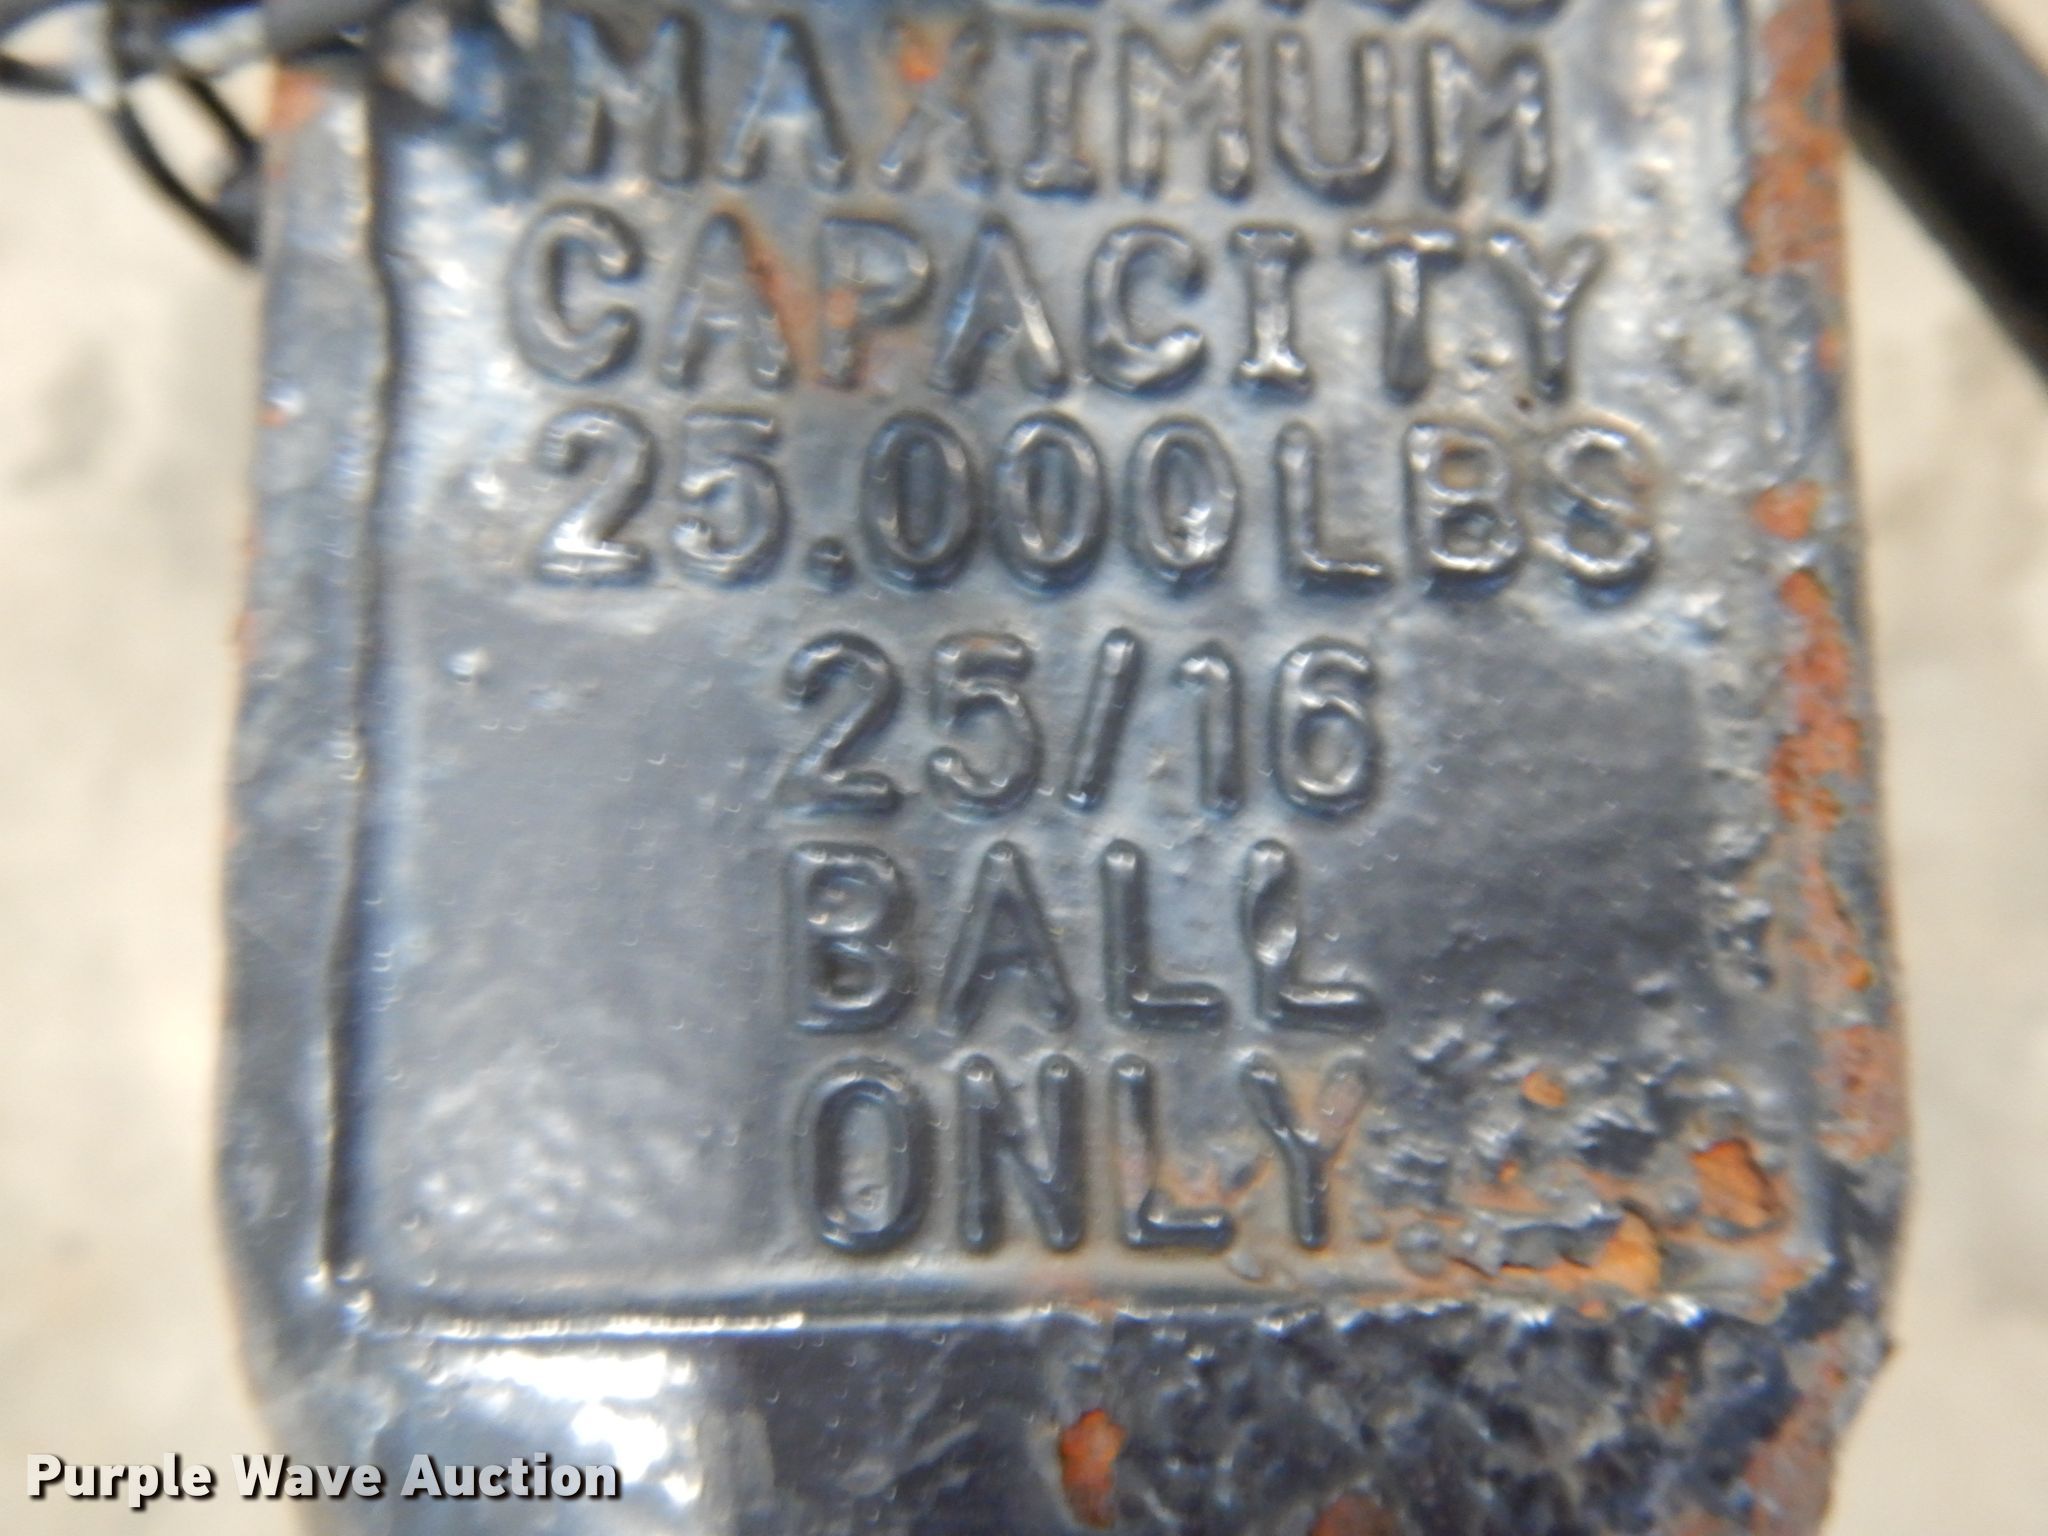 MAXIMUM
CAPACITY
25.000LBS
25/16
BALL
ONLY
Purple Wave Auction